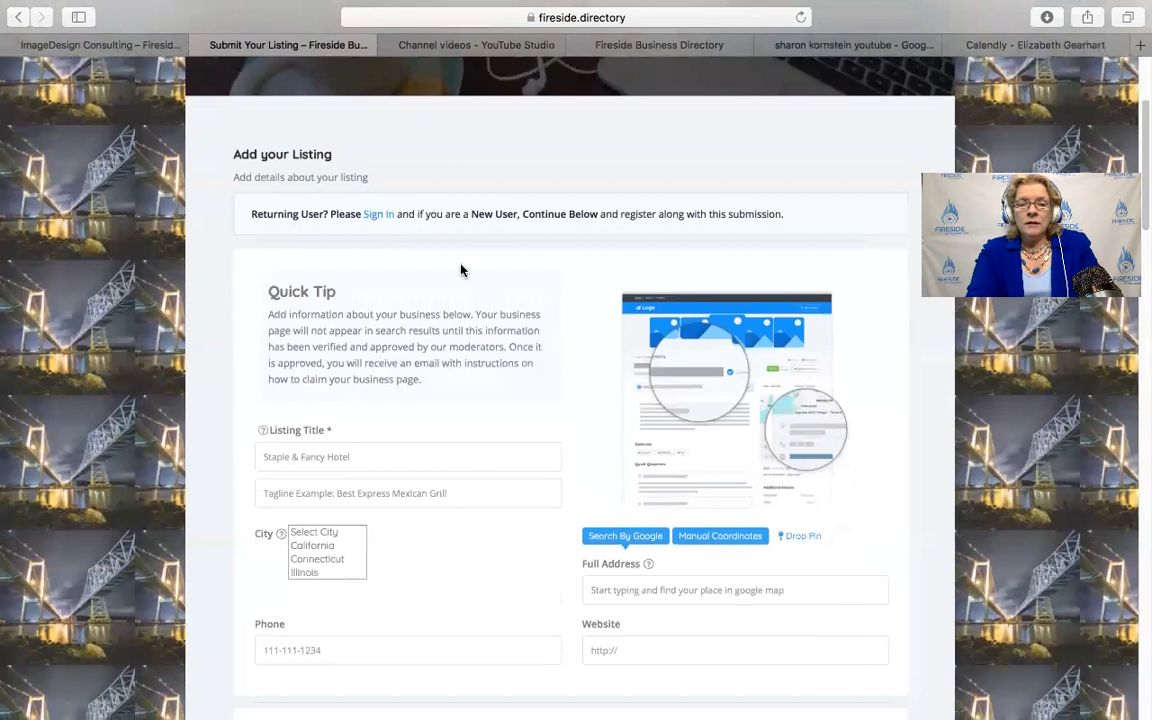 fireside.directory
ImageDesign Consulting – Firesid...
Submit Your Listing – Fireside Bu...
Channel videos - YouTube Studio
Fireside Business Directory
sharon kornstein youtube - Goog...
Calendly - Elizabeth Gearhart
Add your Listing
Add details about your listing
Returning User? Please Sign In and if you are a New User, Continue Below and register along with this submission.
FIRESIDE
Quick Tip
Add information about your business below. Your business
page will not appear in search results until this information
has been verified and approved by our moderators. Once it
is approved, you will receive an email with instructions on
how to claim your business page.
Logo
Listing Title *
Staple & Fancy Hotel
Tagline Example: Best Express Mexican Grill
City
Select City
California
Connecticut
Illinois
Search By Google
Manual Coordinates
Drop Pin
Full Address
Start typing and find your place in google map
Phone
111-111-1234
Website
http://